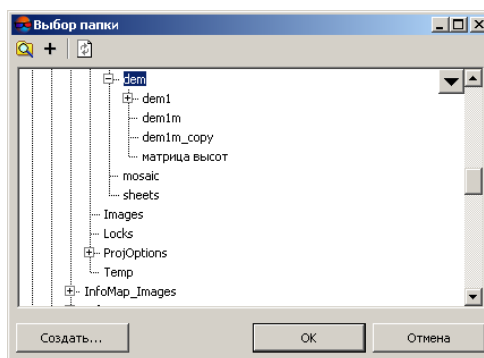 Выбор папки
dem
dem1
dem1m
dem1m_copy
матрица высот
mosaic
sheets
Images
Locks
ProjOptions
Temp
InfoMap_Images
Создать...
OK
Отмена